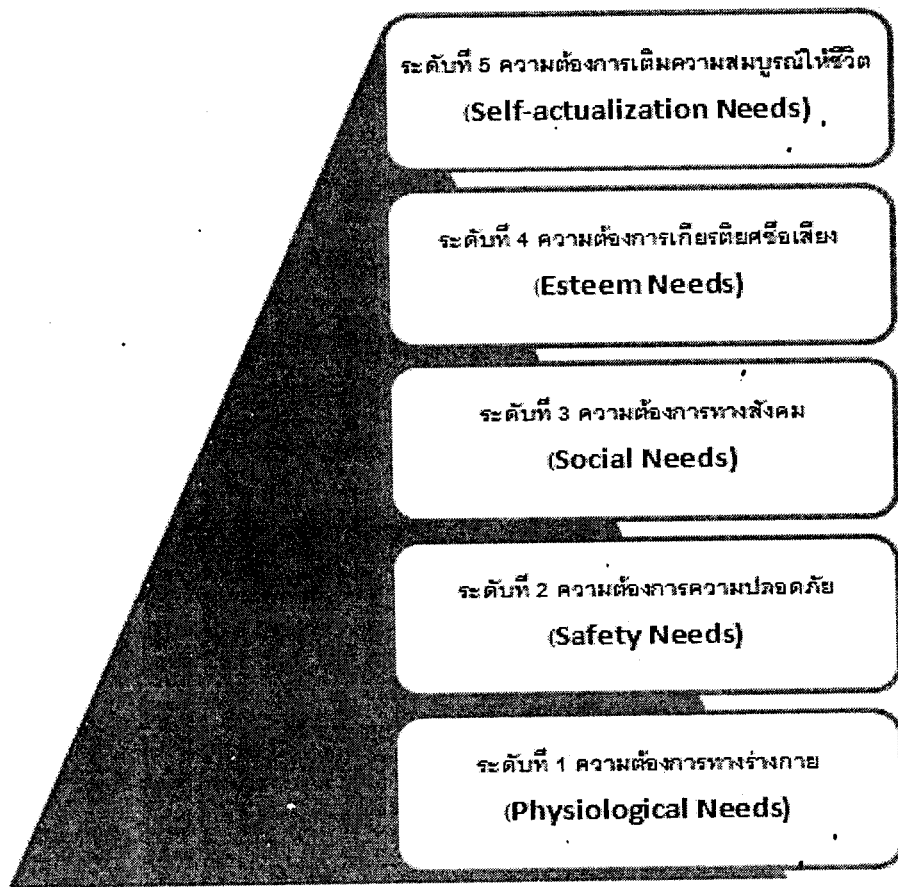 ระดับที่ 5 ความต้องการเติมความสมบูรณ์ให้ชีวิต
(Self-actualization Needs)
ระดับที่ 4 ความต้องการเกียรติยศชื่อเสียง
(Esteem Needs)
ระดับที่ 3 ความต้องการทางสังคม
(Social Needs)
ระดับที่ 2 ความต้องการความปลอดภัย
(Safety Needs)
ระดับที่ 1 ความต้องการทางร่างกาย
(Physiological Needs)